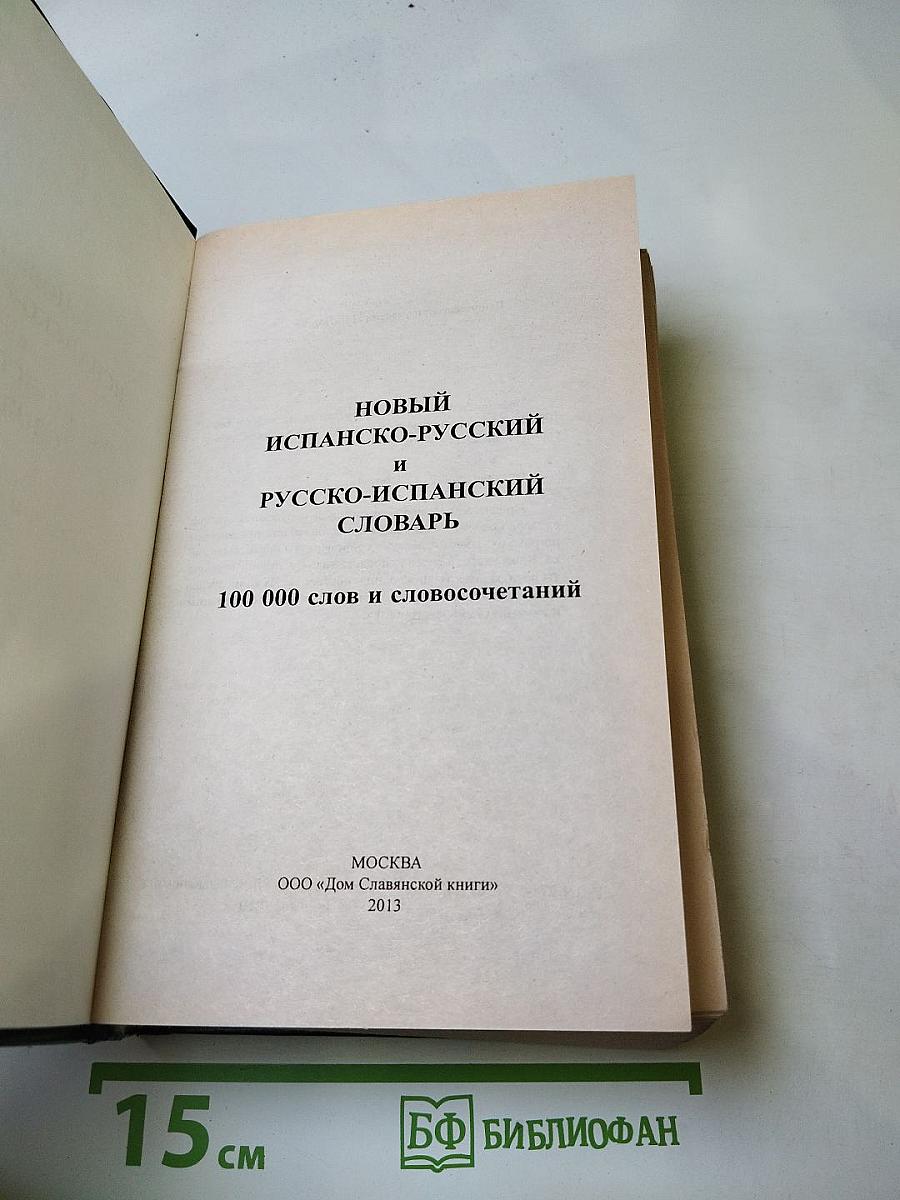 НОВЫЙ
ИСПАНСКО-РУССКИЙ
и
РУССКО-ИСПАНСКИЙ
СЛОВАРЬ
100 000 слов и словосочетаний
МОСКВА
ООО «Дом Славянской книги»
2013
15 см
БФ БИБЛИОФАН